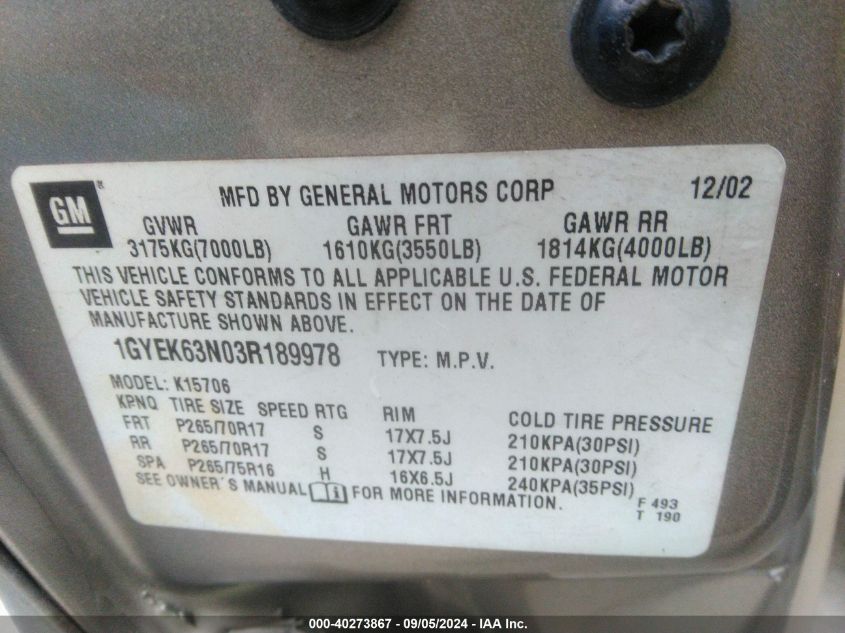 GM
MFD BY GENERAL MOTORS CORP 12/02
GVWR GAWR FRT GAWR RR
3175KG(7000LB) 1610KG(3550LB) 1814KG(4000LB)
THIS VEHICLE CONFORMS TO ALL APPLICABLE U.S. FEDERAL MOTOR
VEHICLE SAFETY STANDARDS IN EFFECT ON THE DATE OF
MANUFACTURE SHOWN ABOVE.
1GYEK63N03R189978 TYPE: M.P.V.
MODEL: K15706
KPNQ TIRE SIZE SPEED RTG RIM COLD TIRE PRESSURE
FRT P265/70R17 S 17X7.5J 210KPA(30PSI)
RR P265/70R17 S 17X7.5J 210KPA(30PSI)
SPA P265/75R16 H 16X6.5J 240KPA(35PSI)
SEE OWNER'S MANUAL FOR MORE INFORMATION.
F 493
T 190
000-40273867 - 09/05/2024 - IAA Inc.